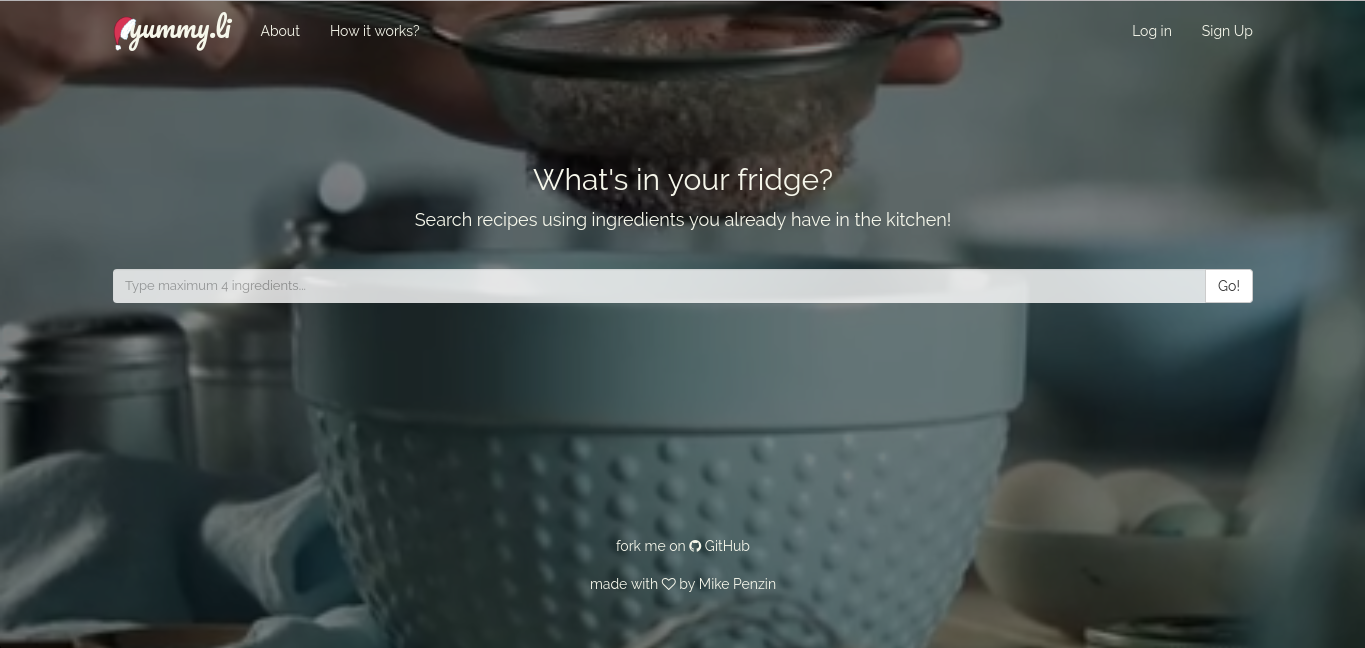 yummy.li
About
How it works?
Log in
Sign Up
What's in your fridge?
Search recipes using ingredients you already have in the kitchen!
Type maximum 4 ingredients...
Go!
fork me on GitHub
made with by Mike Penzin